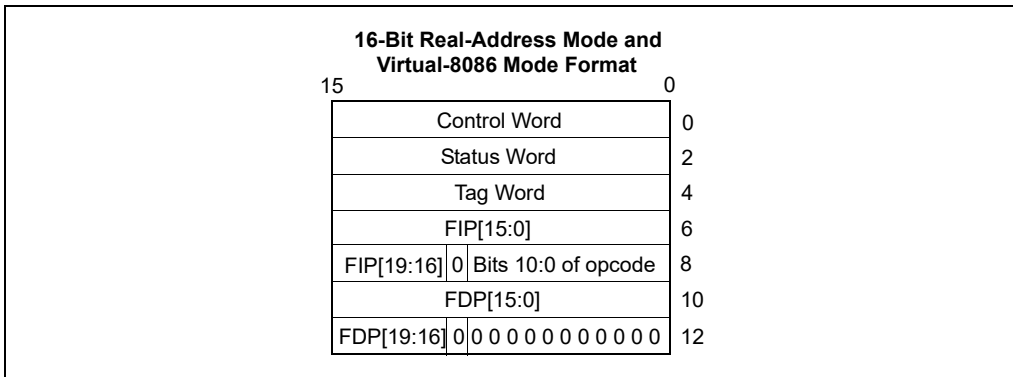 16-Bit Real-Address Mode and
Virtual-8086 Mode Format
15 0
Control Word 0
Status Word 2
Tag Word 4
FIP[15:0] 6
FIP[19:16] 0 Bits 10:0 of opcode 8
FDP[15:0] 10
FDP[19:16] 0 0 0 0 0 0 0 0 0 0 0 0 12